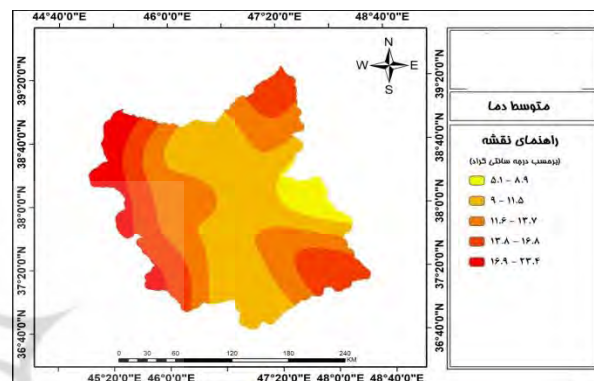 44°40'0"E 46°0'0"E 47°20'0"E 48°40'0"E
39°20'0"N
38°40'0"N
38°0'0"N
37°20'0"N
36°40'0"N
N
W E
S
متوسط دما
راهنمای نقشه
(برحسب درجه سانتی گراد)
۵.۱ – ۸.۹
۹ – ۱۱.۵
۱۱.۶ – ۱۳.۷
۱۳.۸ – ۱۶.۸
۱۶.۹ – ۲۳.۴
39°20'0"N
38°40'0"N
38°0'0"N
37°20'0"N
36°40'0"N
0 30 60 120 180 240
KM
45°20'0"E 46°0'0"E 47°20'0"E 48°0'0"E 48°40'0"E